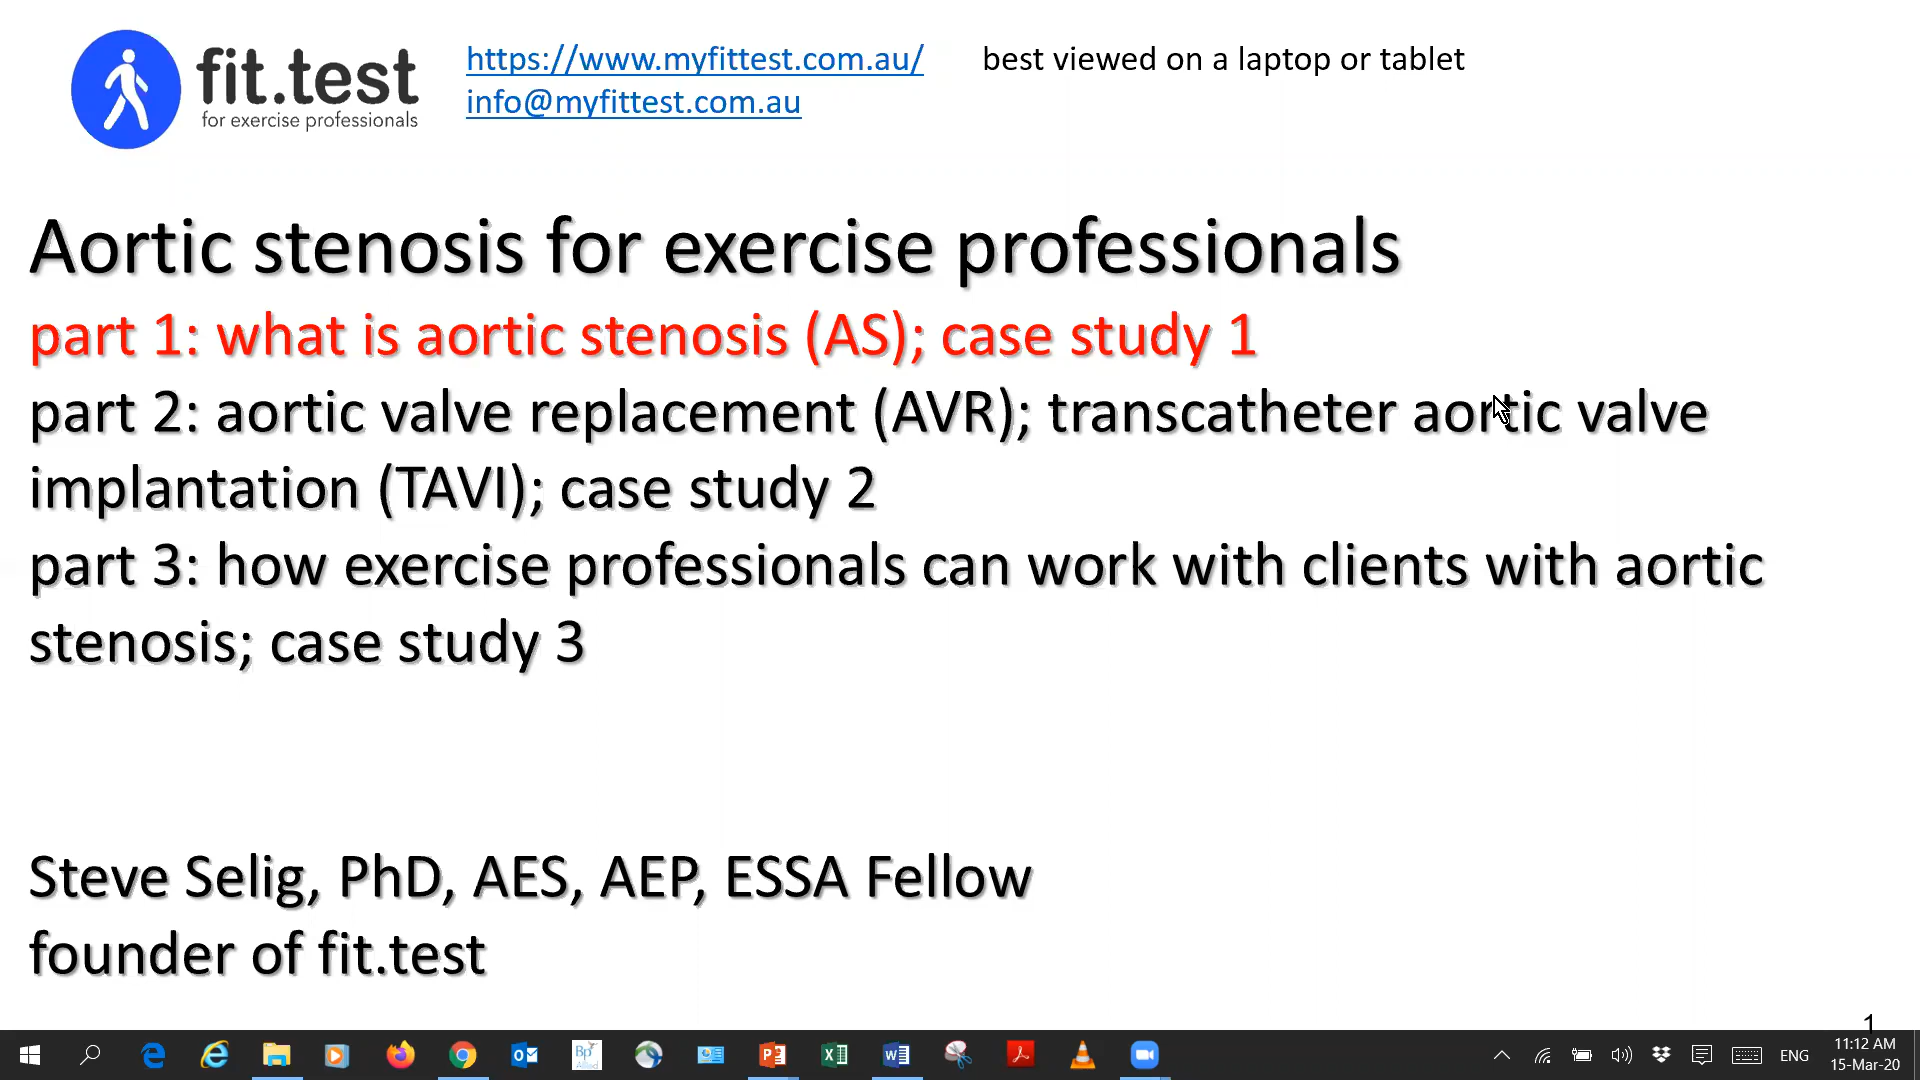 fit.test
for exercise professionals
https://www.myfittest.com.au/ best viewed on a laptop or tablet
info@myfittest.com.au
Aortic stenosis for exercise professionals
part 1: what is aortic stenosis (AS); case study 1
part 2: aortic valve replacement (AVR); transcatheter aortic valve
implantation (TAVI); case study 2
part 3: how exercise professionals can work with clients with aortic
stenosis; case study 3
Steve Selig, PhD, AES, AEP, ESSA Fellow
founder of fit.test
1
ENG
11:12 AM
15-Mar-20